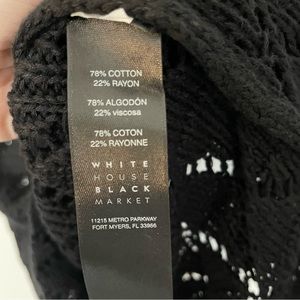 78% COTTON
22% RAYON
78% ALGODÓN
22% viscosa
78% COTON
22% RAYONNE
WHITE
HOUSE
BLACK
MARKET
11215 METRO PARKWAY
FORT MYERS, FL 33966